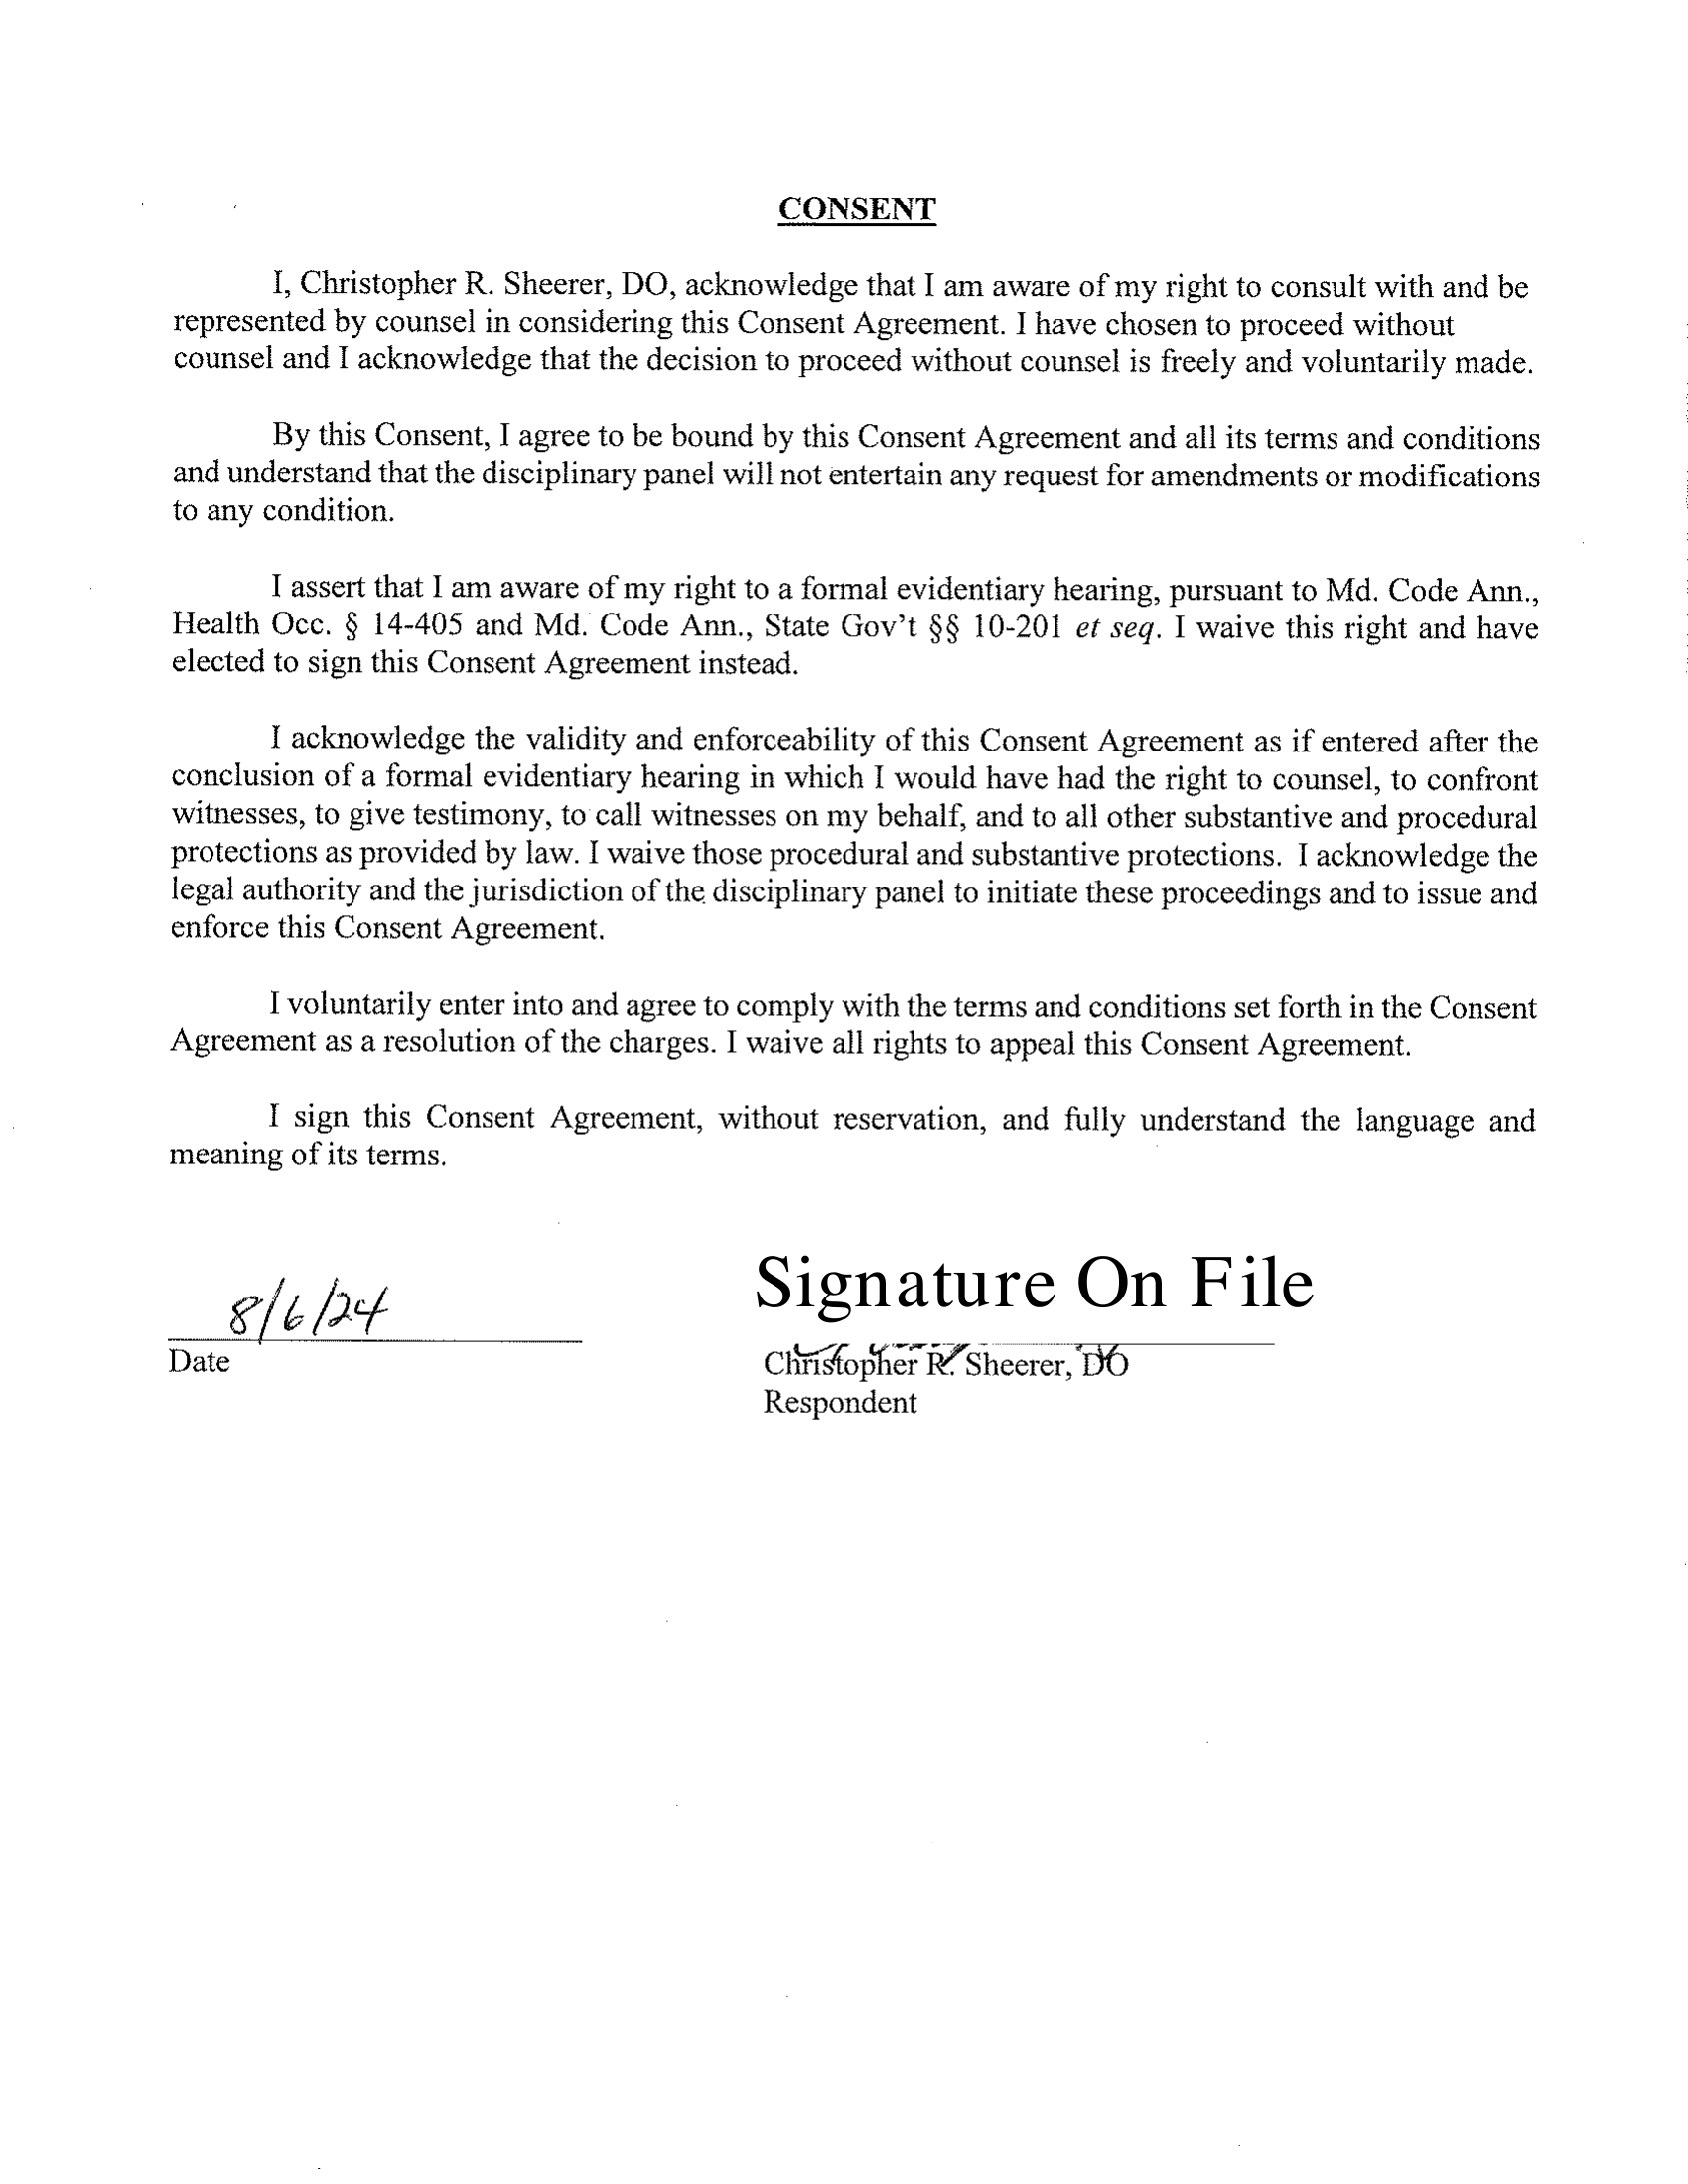 CONSENT
I, Christopher R. Sheerer, DO, acknowledge that I am aware of my right to consult with and be
represented by counsel in considering this Consent Agreement. I have chosen to proceed without
counsel and I acknowledge that the decision to proceed without counsel is freely and voluntarily made.
By this Consent, I agree to be bound by this Consent Agreement and all its terms and conditions
and understand that the disciplinary panel will not entertain any request for amendments or modifications
to any condition.
I assert that I am aware of my right to a formal evidentiary hearing, pursuant to Md. Code Ann.,
Health Occ. § 14-405 and Md. Code Ann., State Gov't §§ 10-201 et seq. I waive this right and have
elected to sign this Consent Agreement instead.
I acknowledge the validity and enforceability of this Consent Agreement as if entered after the
conclusion of a formal evidentiary hearing in which I would have had the right to counsel, to confront
witnesses, to give testimony, to call witnesses on my behalf, and to all other substantive and procedural
protections as provided by law. I waive those procedural and substantive protections. I acknowledge the
legal authority and the jurisdiction of the disciplinary panel to initiate these proceedings and to issue and
enforce this Consent Agreement.
I voluntarily enter into and agree to comply with the terms and conditions set forth in the Consent
Agreement as a resolution of the charges. I waive all rights to appeal this Consent Agreement.
I sign this Consent Agreement, without reservation, and fully understand the language and
meaning of its terms.
8/6/24
Date
Signature On File
Christopher R. Sheerer, DO
Respondent